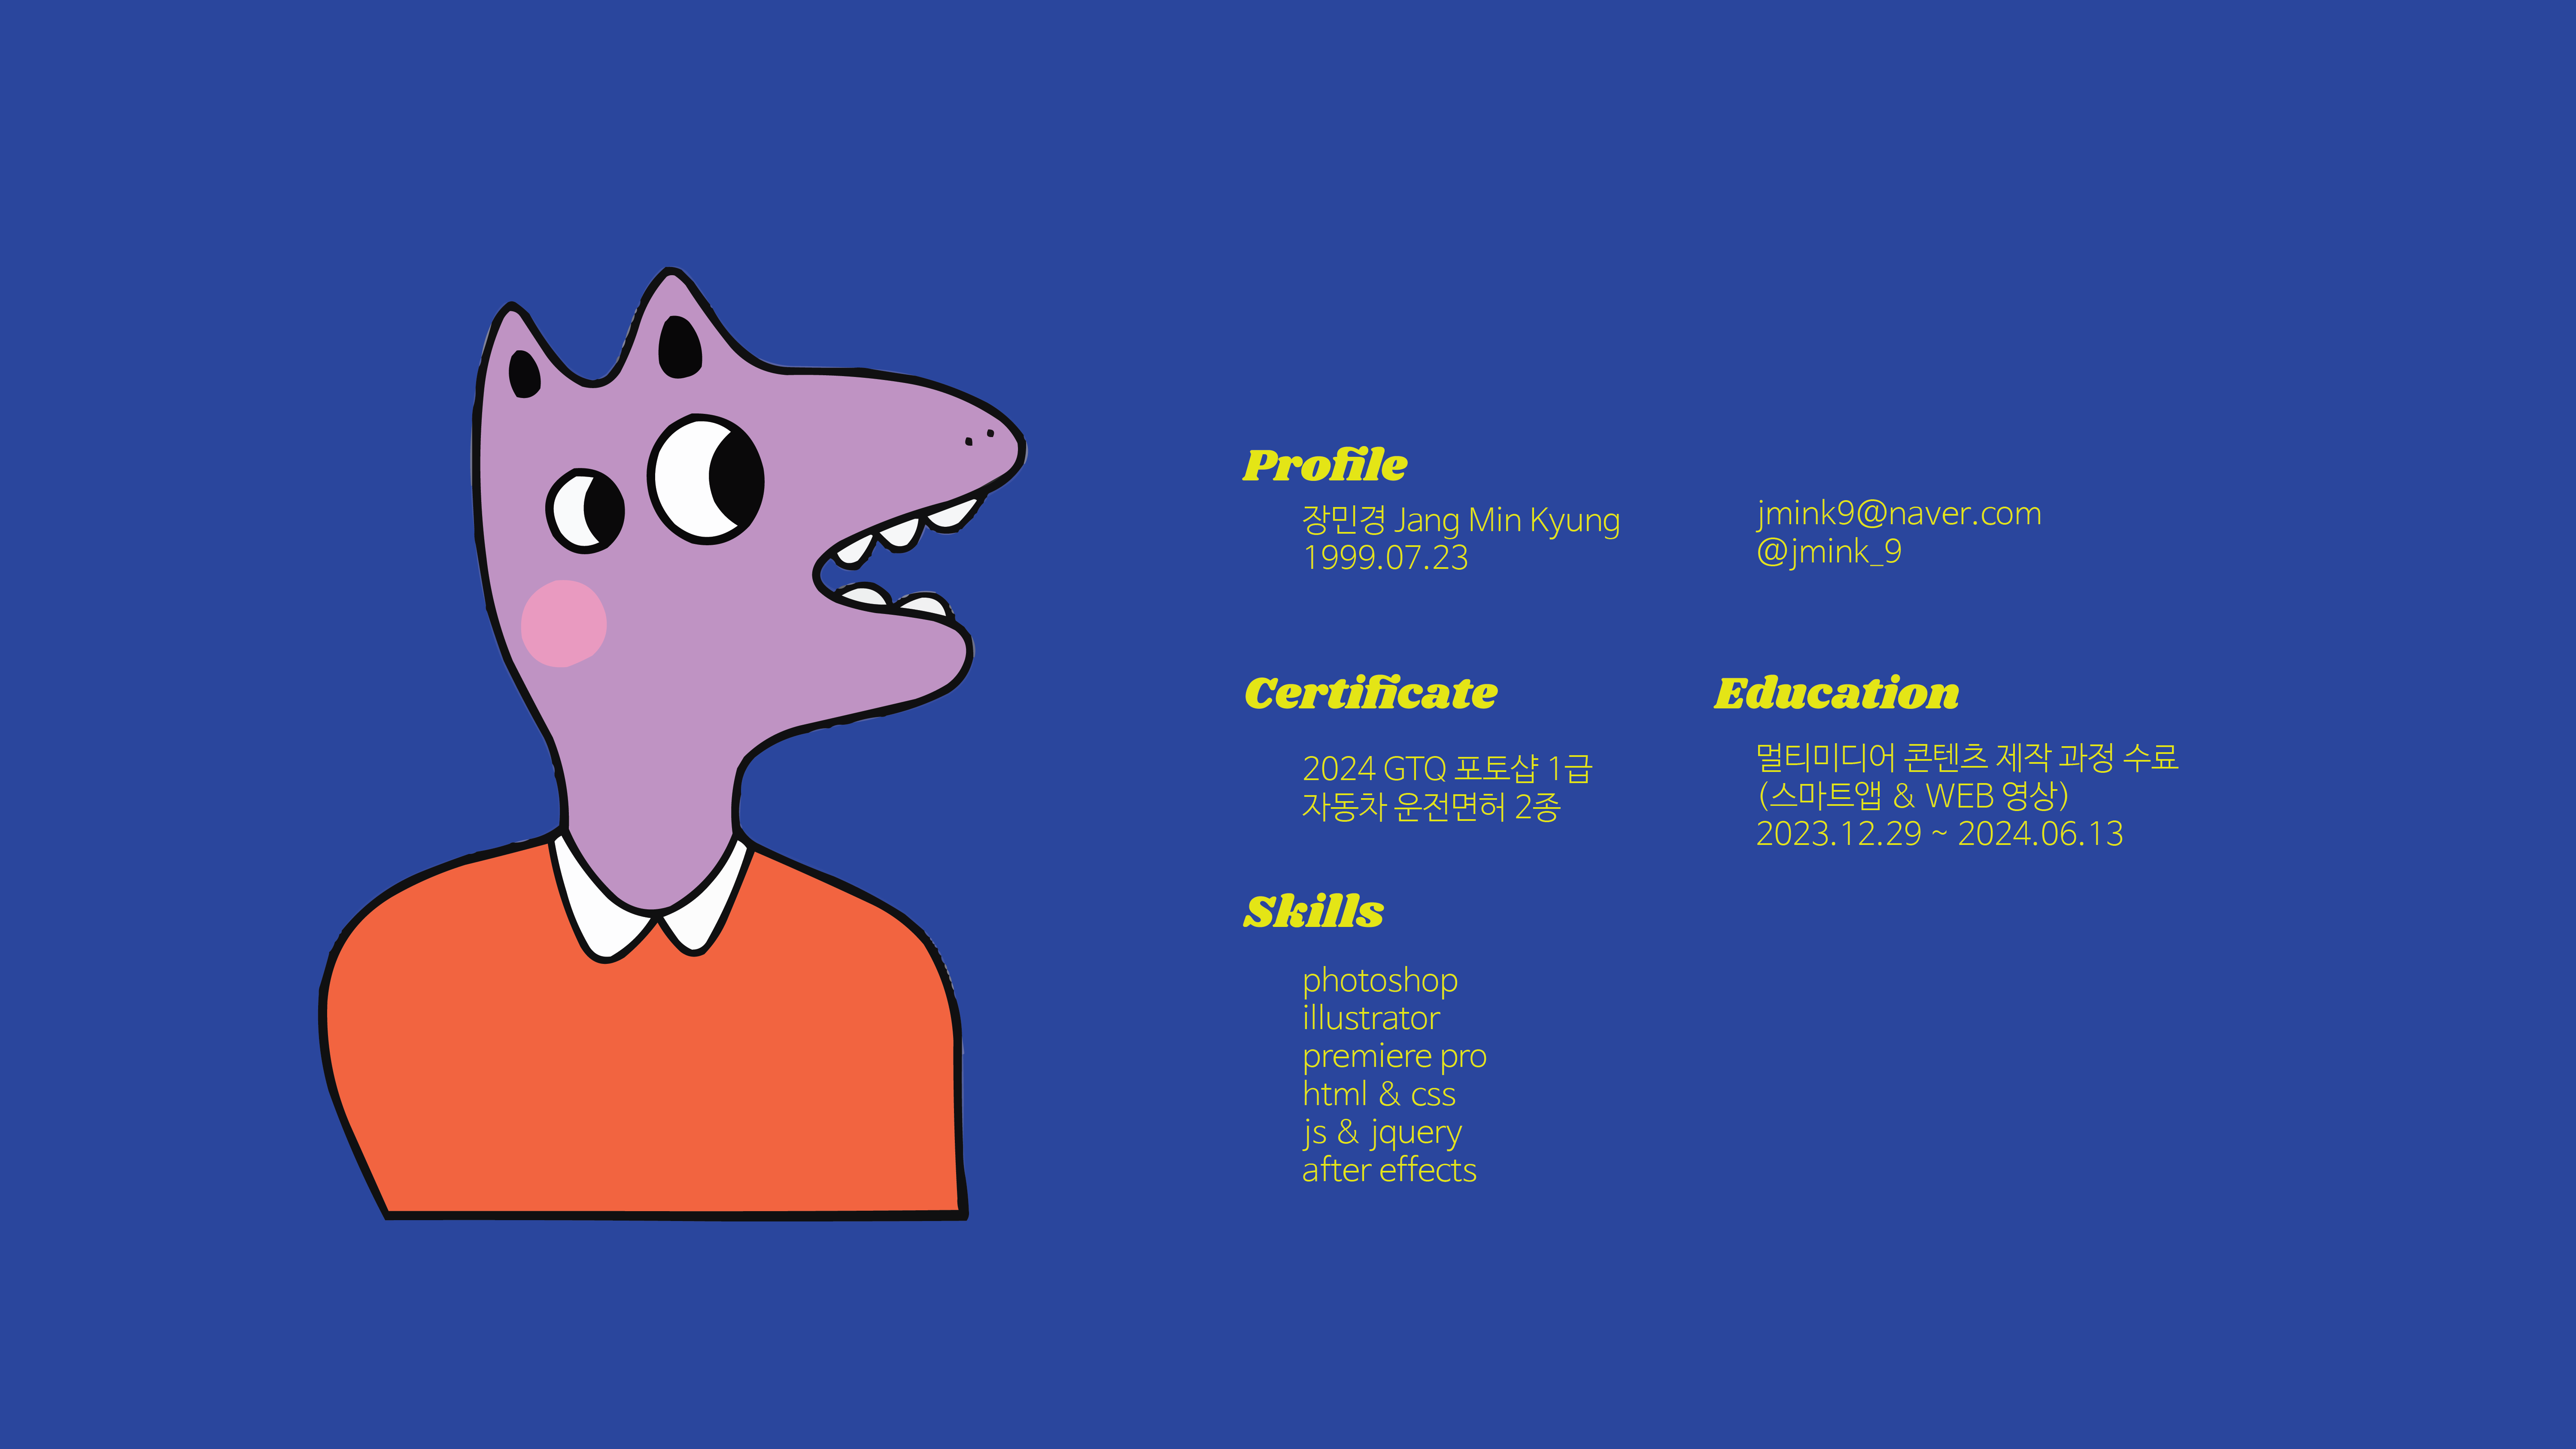 Profile
장민경 Jang Min Kyung
1999.07.23
jmink9@naver.com
@jmink_9
Certificate
2024 GTQ 포토샵 1급
자동차 운전면허 2종
Education
멀티미디어 콘텐츠 제작 과정 수료
(스마트앱 & WEB 영상)
2023.12.29 ~ 2024.06.13
Skills
photoshop
illustrator
premiere pro
html & css
js & jquery
after effects